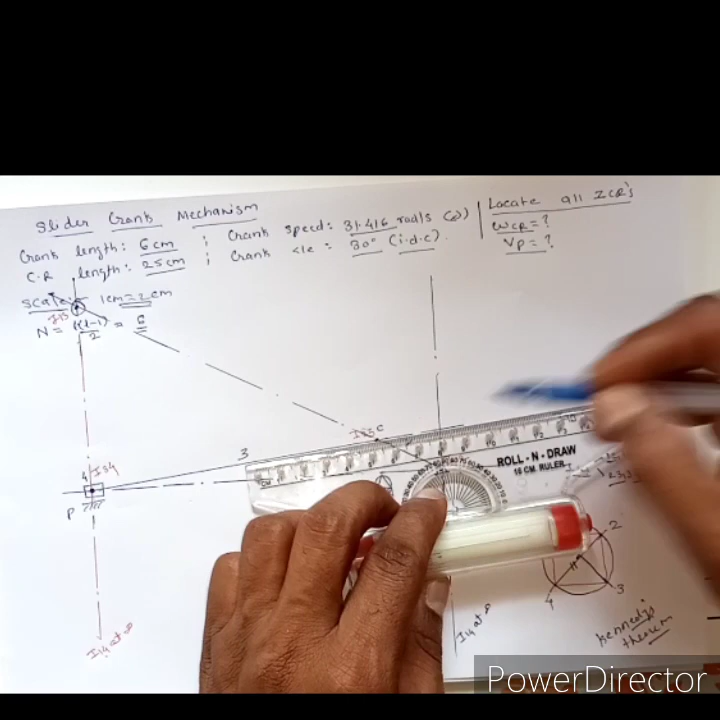 Slider Crank Mechanism
Crank length: 6cm ; Crank speed: 31.416 rad/s (ω)
C.R length: 25cm ; Crank <le : 30° (i.d.c).
Locate all ICR's
ωCR = ?
VP = ?
Scale:- 1cm = 2cm
N = l(l-1)/2 = 6
I13
I23 C
3
4 I34
P
I14 at ∞
I14 at ∞
ROLL - N - DRAW
15 CM. RULER
2
3
4
Kennedy's
theorem
PowerDirector